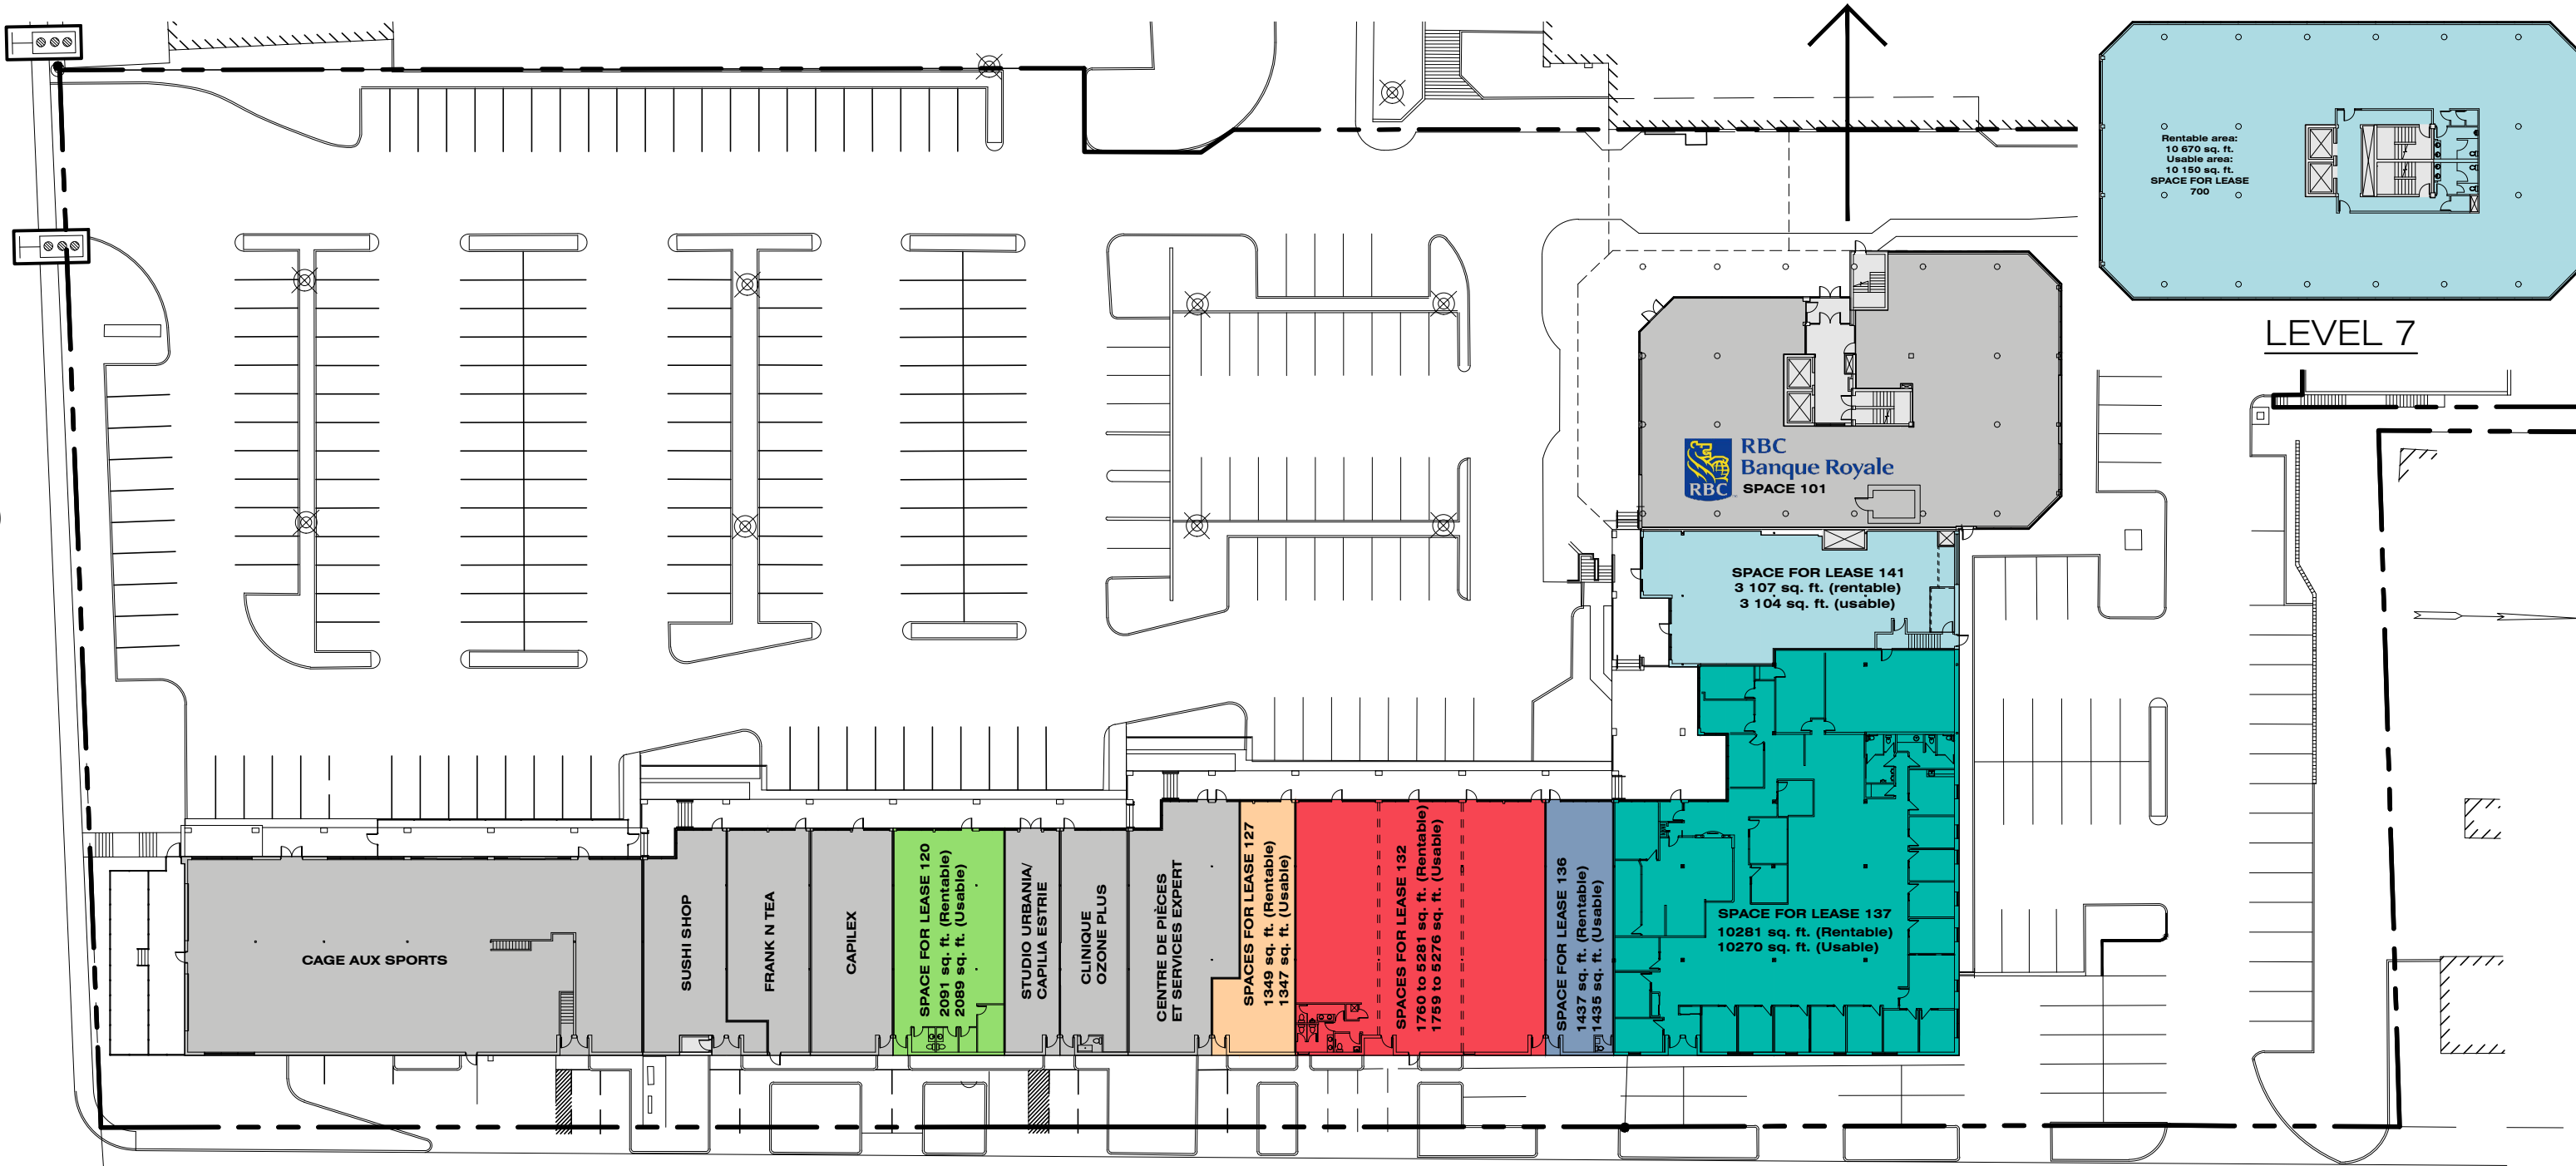 Rentable area:
10 670 sq. ft.
Usable area:
10 150 sq. ft.
SPACE FOR LEASE
700
LEVEL 7
RBC
RBC
Banque Royale
SPACE 101
SPACE FOR LEASE 141
3 107 sq. ft. (rentable)
3 104 sq. ft. (usable)
CAGE AUX SPORTS
SUSHI SHOP
FRANK N TEA
CAPILEX
SPACE FOR LEASE 120
2091 sq. ft. (Rentable)
2089 sq. ft. (Usable)
STUDIO URBANIA/
CAPILIA ESTRIE
CLINIQUE
OZONE PLUS
CENTRE DE PIÈCES
ET SERVICES EXPERT
SPACES FOR LEASE 127
1349 sq. ft. (Rentable)
1347 sq. ft. (Usable)
SPACES FOR LEASE 132
1760 to 5281 sq. ft. (Rentable)
1759 to 5276 sq. ft. (Usable)
SPACE FOR LEASE 136
1437 sq. ft. (Rentable)
1435 sq. ft. (Usable)
SPACE FOR LEASE 137
10281 sq. ft. (Rentable)
10270 sq. ft. (Usable)